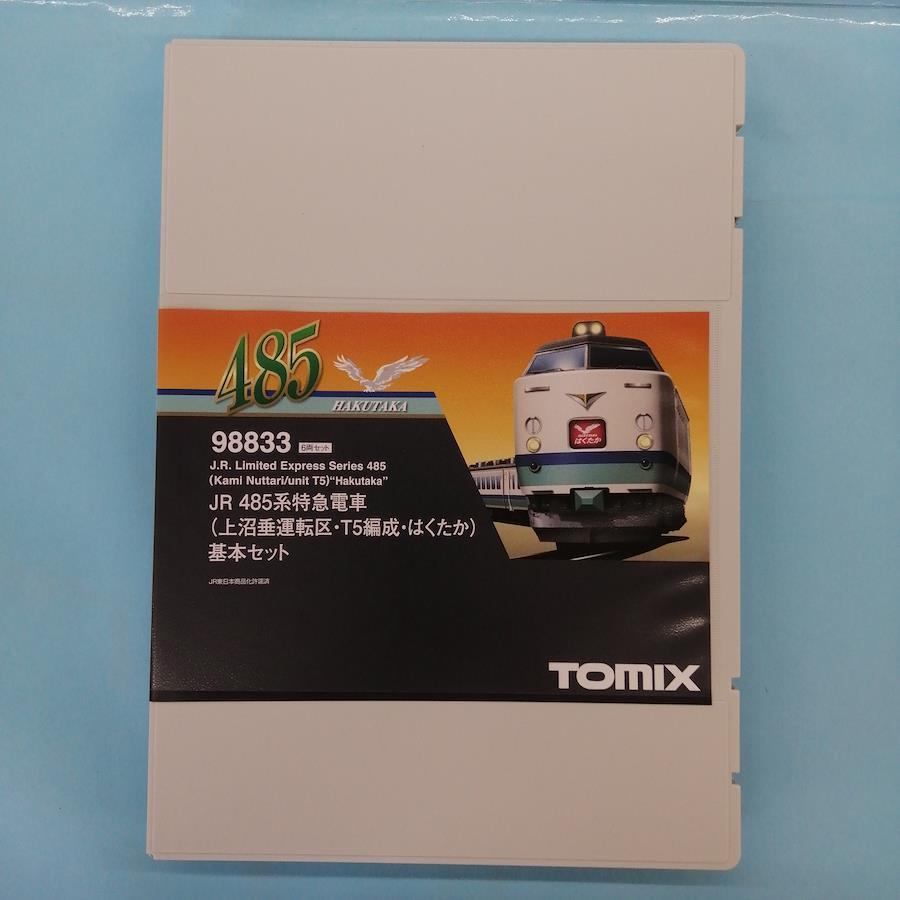 485
HAKUTAKA
98833 6両セット
J.R. Limited Express Series 485
(Kami Nuttari/unit T5)“Hakutaka”
JR 485系特急電車
(上沼垂運転区・T5編成・はくたか)
基本セット
JR東日本商品化許諾済
はくたか
TOMIX